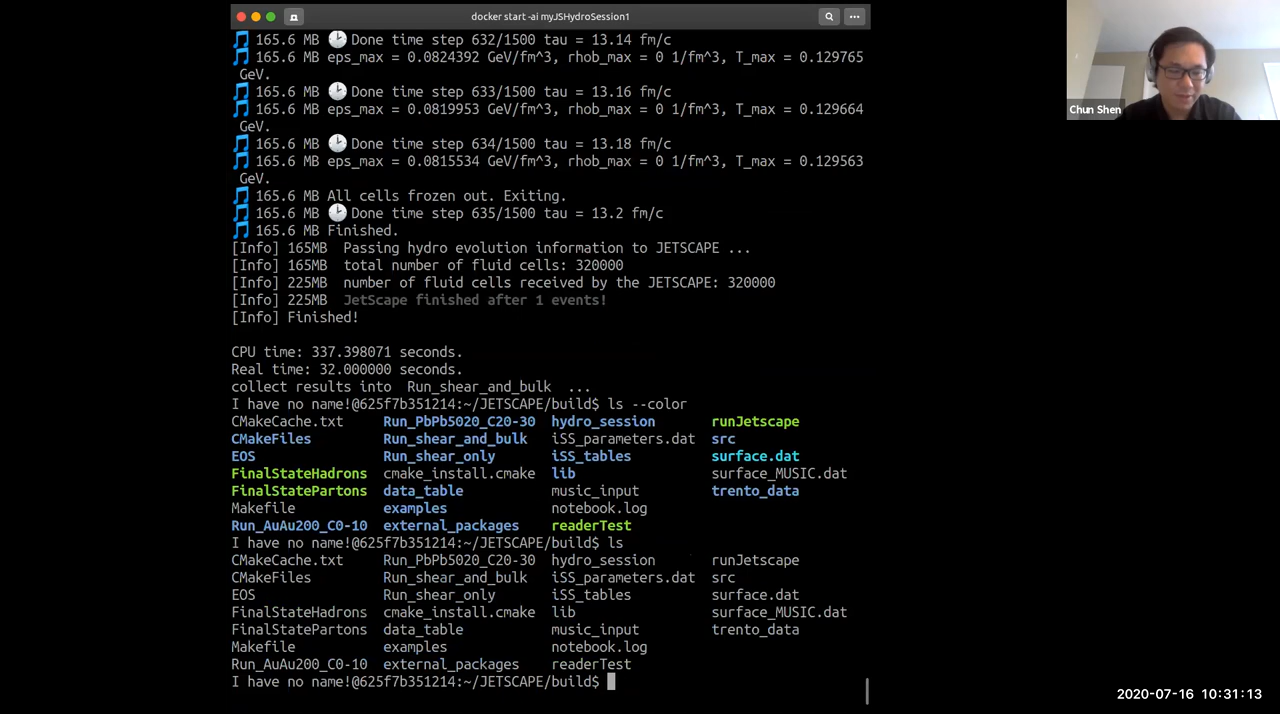 docker start -ai myJSHydroSession1
165.6 MB Done time step 632/1500 tau = 13.14 fm/c
165.6 MB eps_max = 0.0824392 GeV/fm^3, rhob_max = 0 1/fm^3, T_max = 0.129765
GeV.
165.6 MB Done time step 633/1500 tau = 13.16 fm/c
165.6 MB eps_max = 0.0819953 GeV/fm^3, rhob_max = 0 1/fm^3, T_max = 0.129664
GeV.
165.6 MB Done time step 634/1500 tau = 13.18 fm/c
165.6 MB eps_max = 0.0815534 GeV/fm^3, rhob_max = 0 1/fm^3, T_max = 0.129563
GeV.
165.6 MB All cells frozen out. Exiting.
165.6 MB Done time step 635/1500 tau = 13.2 fm/c
165.6 MB Finished.
[Info] 165MB  Passing hydro evolution information to JETSCAPE ...
[Info] 165MB  total number of fluid cells: 320000
[Info] 225MB  number of fluid cells received by the JETSCAPE: 320000
[Info] 225MB  JetScape finished after 1 events!
[Info] Finished!
CPU time: 337.398071 seconds.
Real time: 32.000000 seconds.
collect results into  Run_shear_and_bulk  ...
I have no name!@625f7b351214:~/JETSCAPE/build$ ls --color
CMakeCache.txt Run_PbPb5020_C20-30 hydro_session runJetscape
CMakeFiles Run_shear_and_bulk iSS_parameters.dat src
EOS Run_shear_only iSS_tables surface.dat
FinalStateHadrons cmake_install.cmake lib surface_MUSIC.dat
FinalStatePartons data_table music_input trento_data
Makefile examples notebook.log
Run_AuAu200_C0-10 external_packages readerTest
I have no name!@625f7b351214:~/JETSCAPE/build$ ls
CMakeCache.txt Run_PbPb5020_C20-30 hydro_session runJetscape
CMakeFiles Run_shear_and_bulk iSS_parameters.dat src
EOS Run_shear_only iSS_tables surface.dat
FinalStateHadrons cmake_install.cmake lib surface_MUSIC.dat
FinalStatePartons data_table music_input trento_data
Makefile examples notebook.log
Run_AuAu200_C0-10 external_packages readerTest
I have no name!@625f7b351214:~/JETSCAPE/build$
Chun Shen
2020-07-16 10:31:13